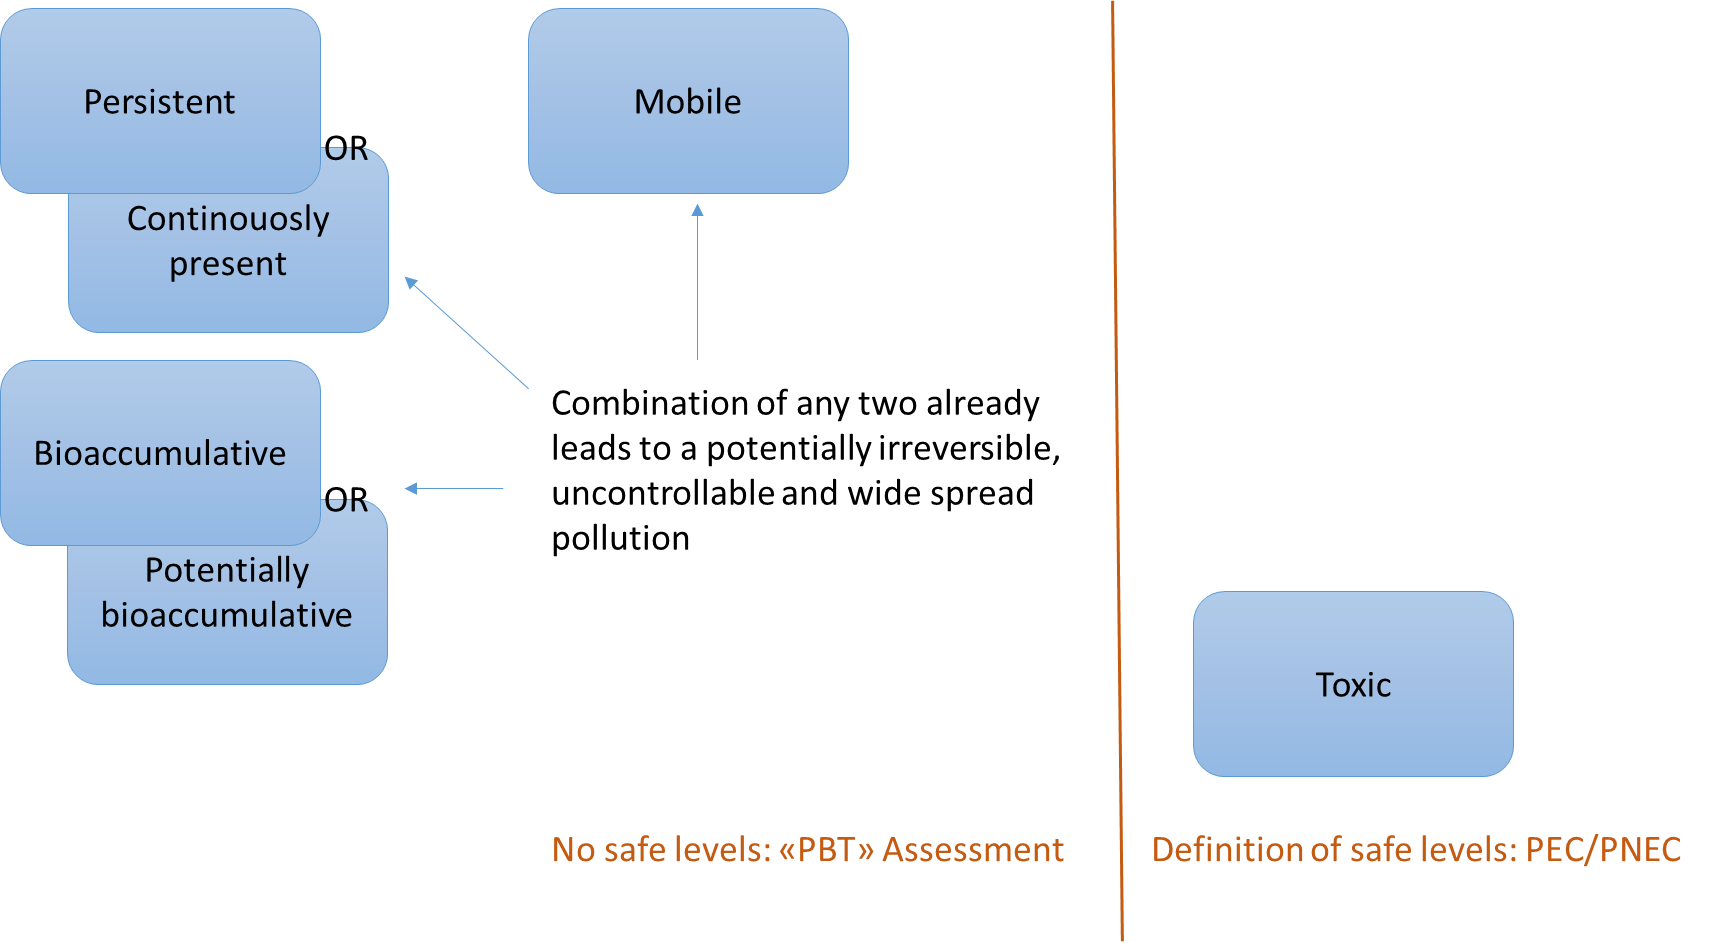 Persistent
OR
Continouosly
present
Mobile
Bioaccumulative
OR
Potentially
bioaccumulative
Combination of any two already
leads to a potentially irreversible,
uncontrollable and wide spread
pollution
Toxic
No safe levels: «PBT» Assessment
Definition of safe levels: PEC/PNEC